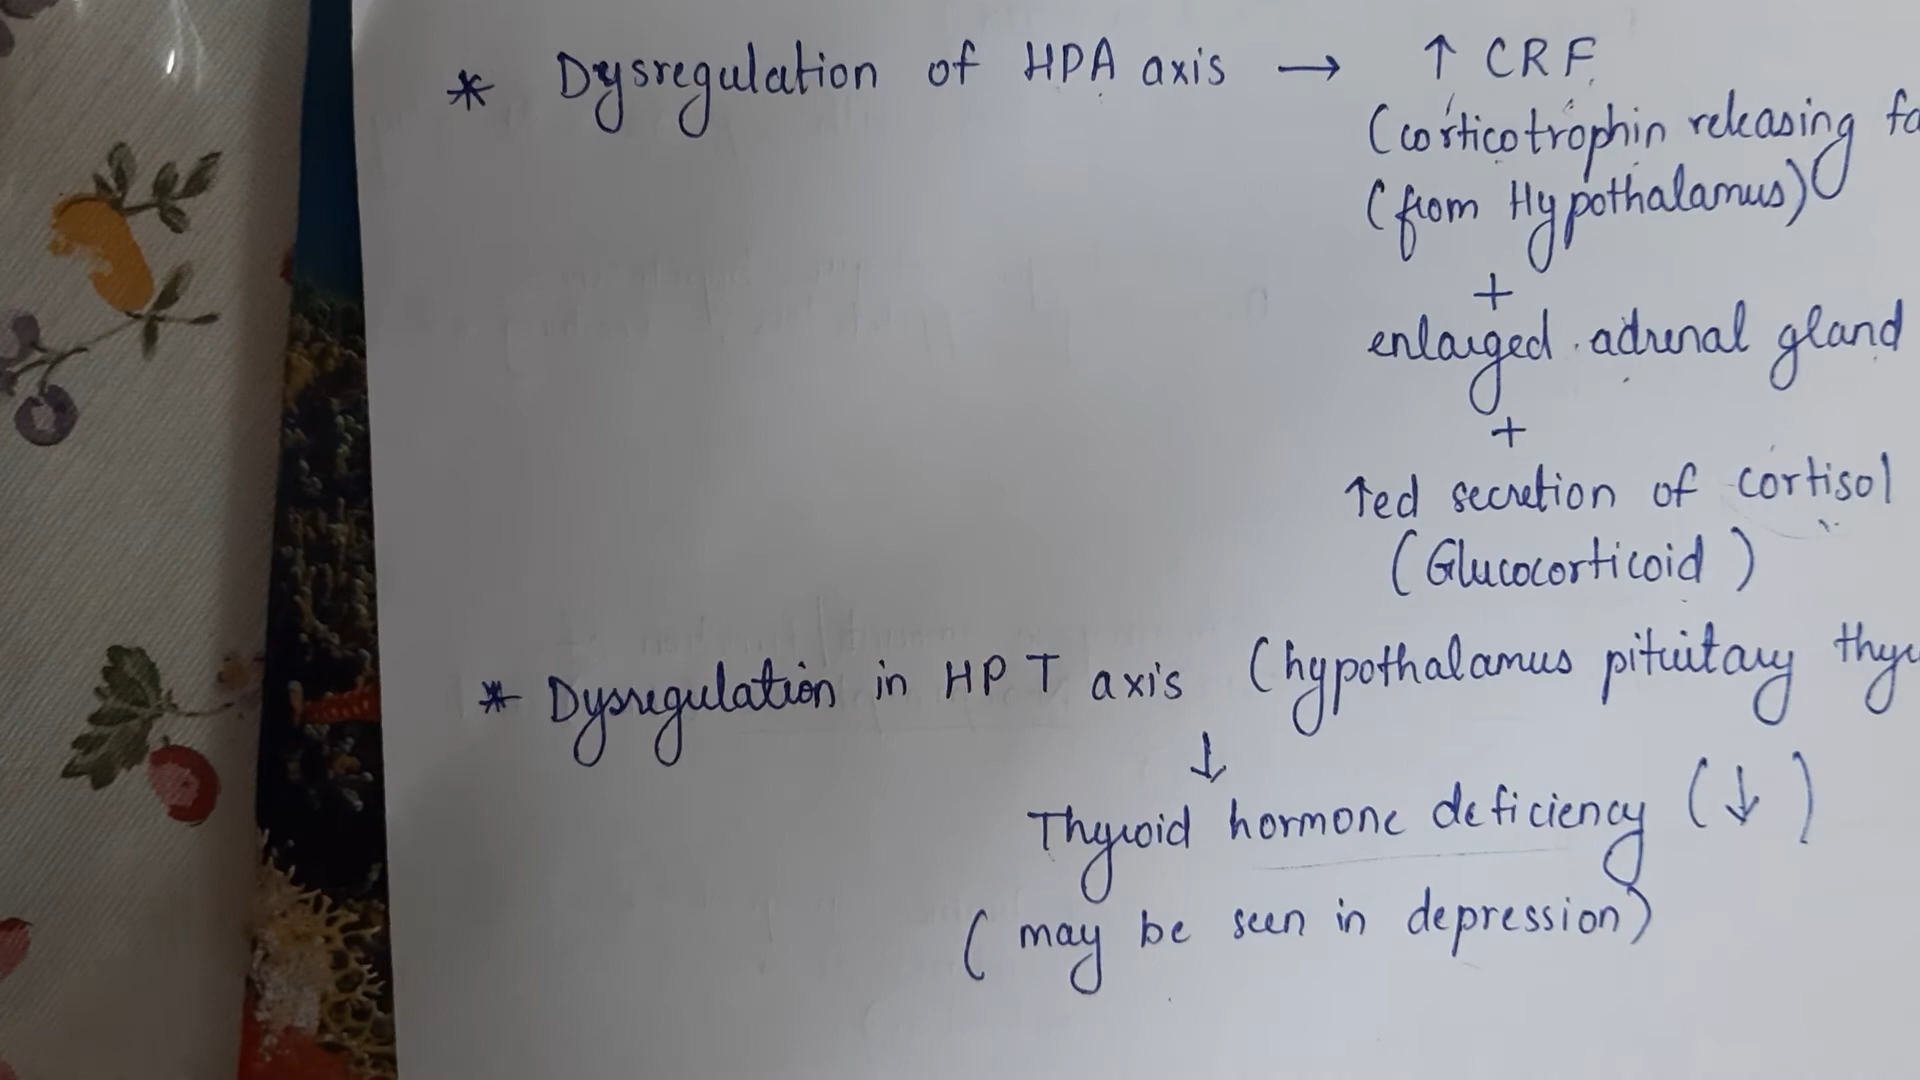 * Dysregulation of HPA axis → ↑ CRF
(corticotrophin releasing
(from Hypothalamus)
+
enlarged adrenal gland
+
↑ed secretion of cortisol
(Glucocorticoid)
* Dysregulation in HPT axis (hypothalamus pituitary
↓
Thyroid hormone deficiency (↓)
(may be seen in depression)